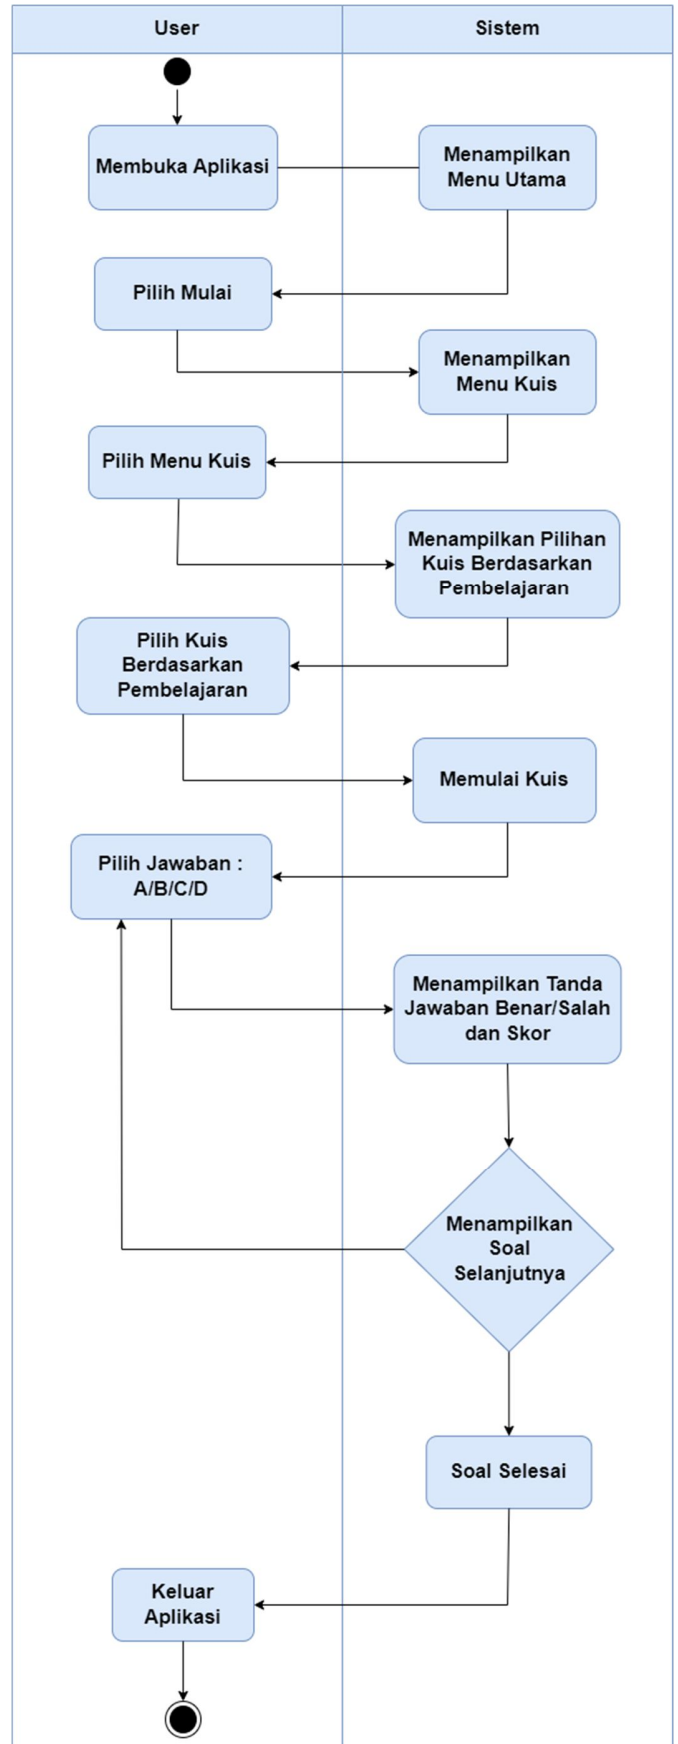 User
Sistem
Membuka Aplikasi
Menampilkan
Menu Utama
Pilih Mulai
Menampilkan
Menu Kuis
Pilih Menu Kuis
Menampilkan Pilihan
Kuis Berdasarkan
Pembelajaran
Pilih Kuis
Berdasarkan
Pembelajaran
Memulai Kuis
Pilih Jawaban :
A/B/C/D
Menampilkan Tanda
Jawaban Benar/Salah
dan Skor
Menampilkan
Soal
Selanjutnya
Soal Selesai
Keluar
Aplikasi